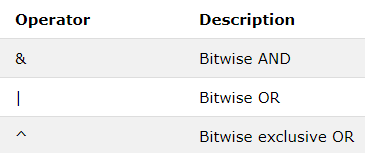 Operator Description
& Bitwise AND
| Bitwise OR
^ Bitwise exclusive OR